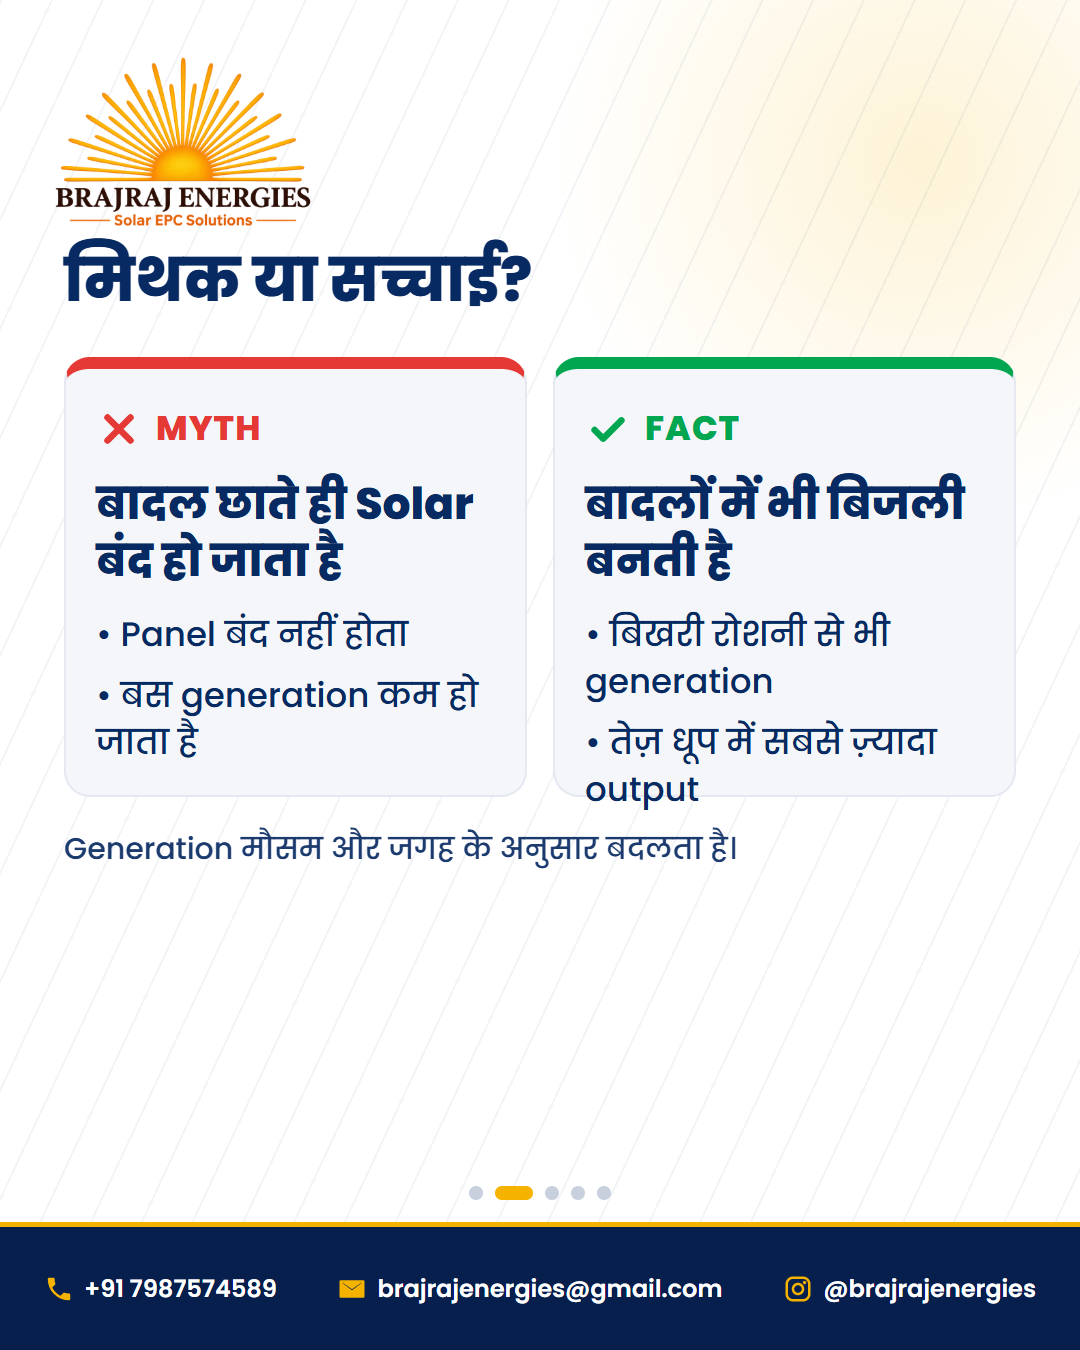 BRAJRAJ ENERGIES
Solar EPC Solutions
मिथक या सच्चाई?
MYTH
बादल छाते ही Solar
बंद हो जाता है
• Panel बंद नहीं होता
• बस generation कम हो
जाता है
FACT
बादलों में भी बिजली
बनती है
• बिखरी रोशनी से भी
generation
• तेज़ धूप में सबसे ज़्यादा
output
Generation मौसम और जगह के अनुसार बदलता है।
+91 7987574589
brajrajenergies@gmail.com
@brajrajenergies